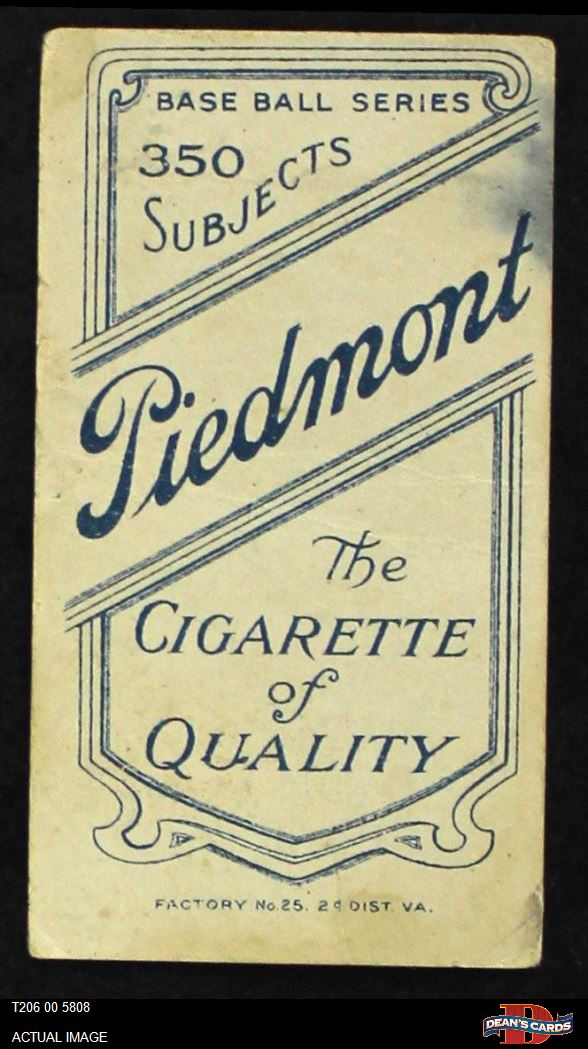 BASE BALL SERIES
350
SUBJECTS
Piedmont
The
CIGARETTE
of
QUALITY
FACTORY No. 25. 2d DIST. VA.
T206 00 5808
ACTUAL IMAGE
D
DEAN'S CARDS